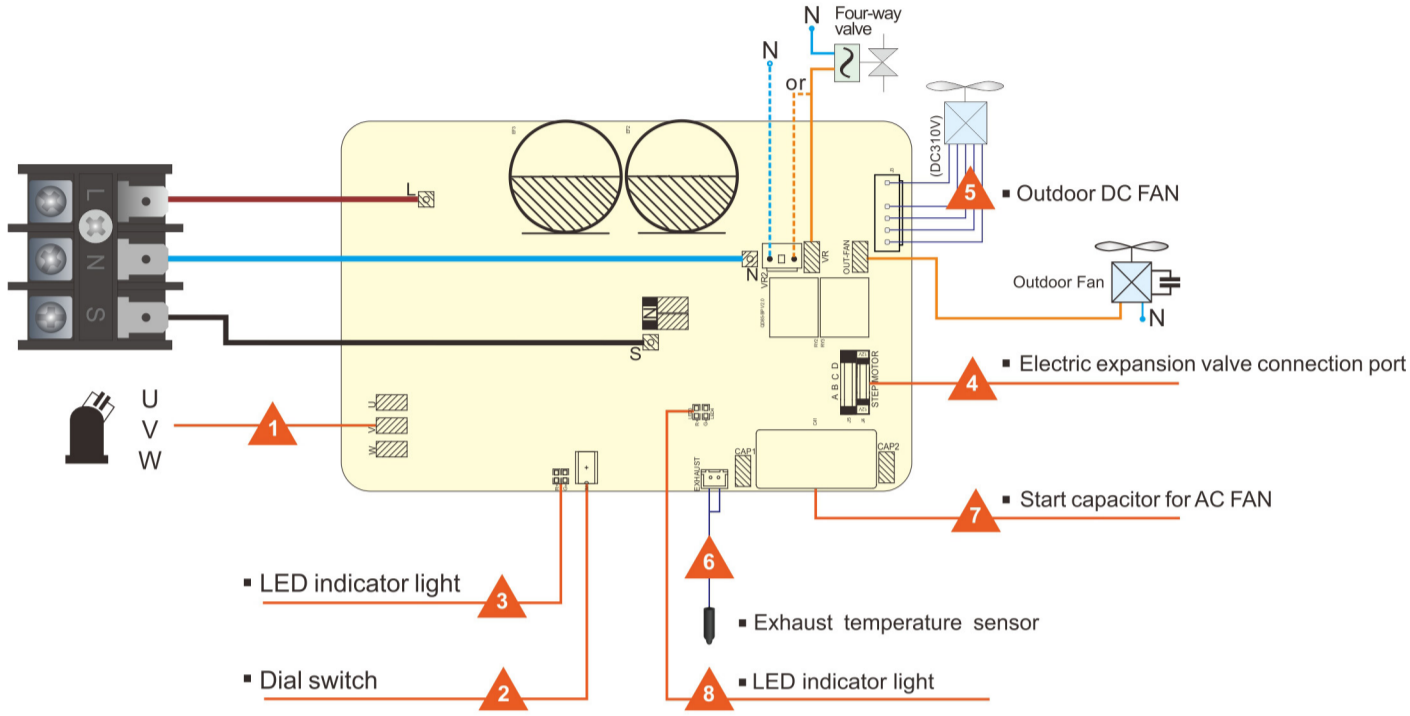 N
Four-way
valve
N
or
(DC310V)
5
▪ Outdoor DC FAN
L
L
N
N
VR2
VR
OUT-FAN
Outdoor Fan
N
S
S
A B C D
STEP MOTOR
4
▪ Electric expansion valve connection port
U
V
W
1
U
V
W
EXHAUST
CAP1
CAP2
7
▪ Start capacitor for AC FAN
6
▪ LED indicator light
3
▪ Exhaust temperature sensor
▪ Dial switch
2
8
▪ LED indicator light